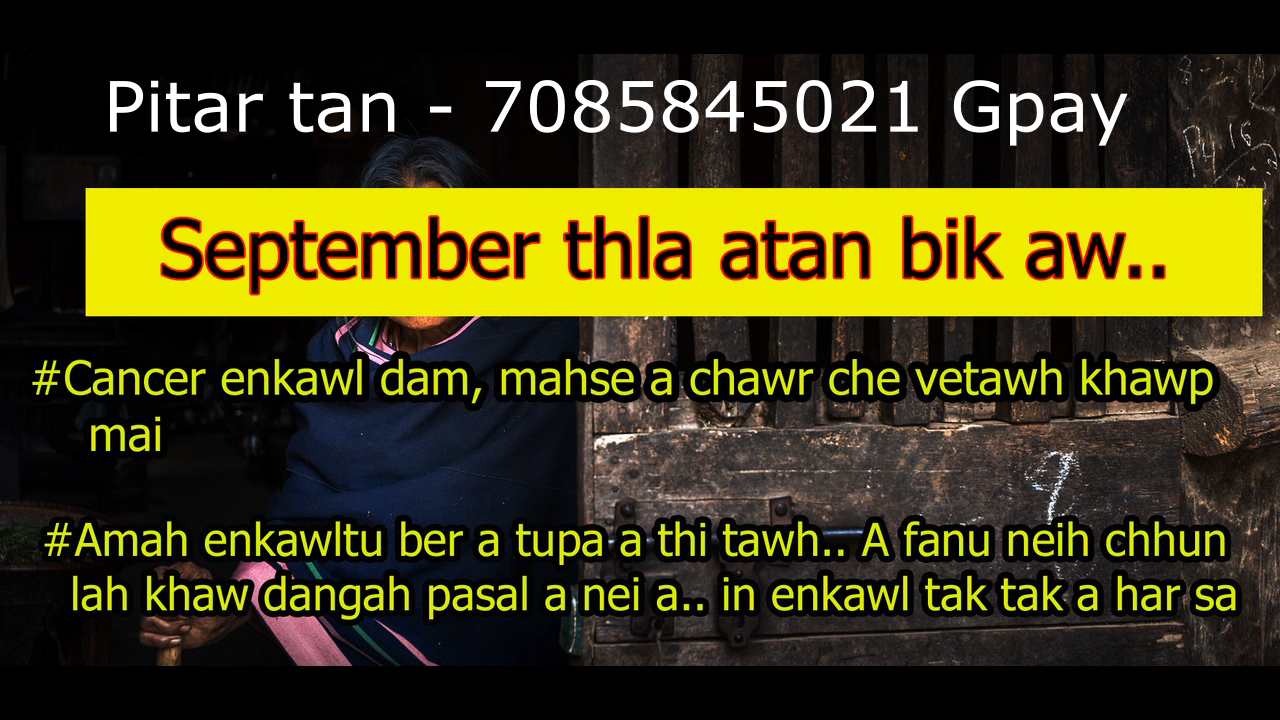 Pitar tan - 7085845021 Gpay
September thla atan bik aw..
#Cancer enkawl dam, mahse a chawr che vetawh khawp
mai
#Amah enkawltu ber a tupa a thi tawh.. A fanu neih chhun
lah khaw dangah pasal a nei a.. in enkawl tak tak a har sa
9